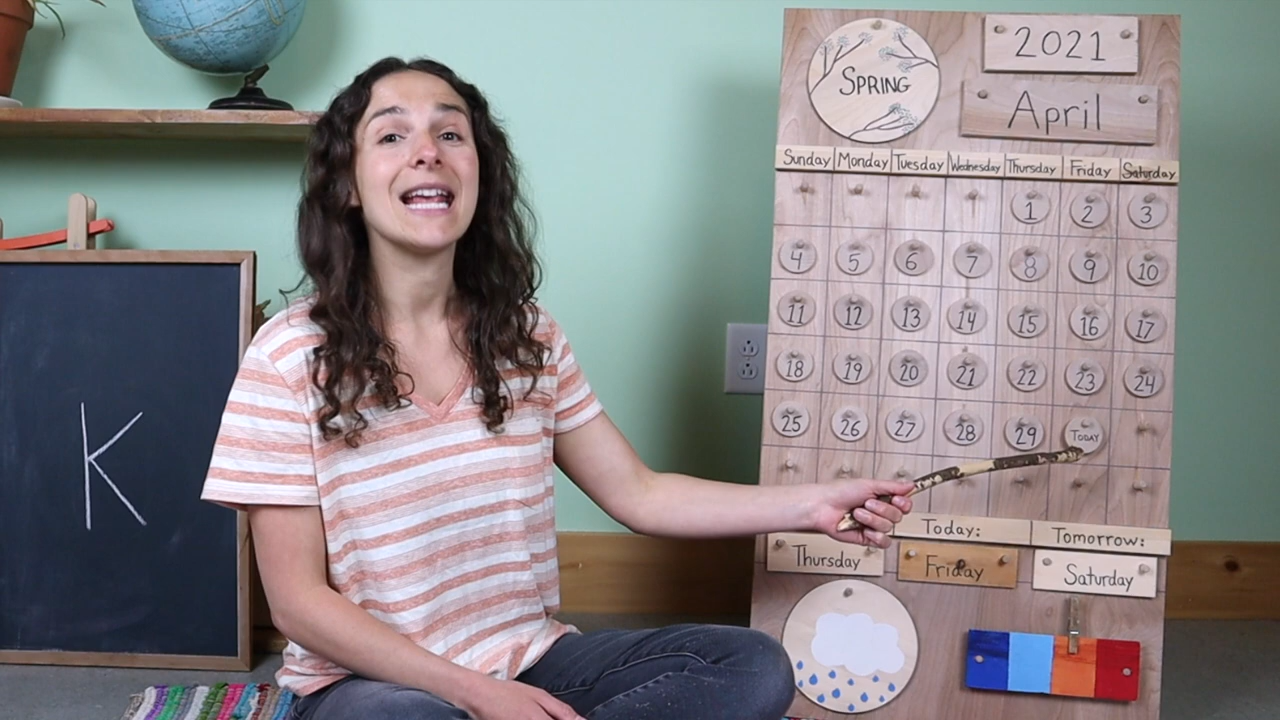 K
SPRING
2021
April
Sunday Monday Tuesday Wednesday Thursday Friday Saturday
1 2 3
4 5 6 7 8 9 10
11 12 13 14 15 16 17
18 19 20 21 22 23 24
25 26 27 28 29 TODAY
Today: Tomorrow:
Thursday Friday Saturday